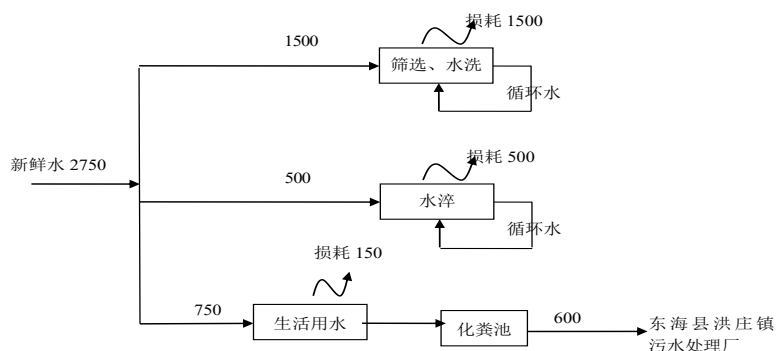 损耗 1500
1500
筛选、水洗
循环水
新鲜水 2750
损耗 500
500
水淬
循环水
损耗 150
750
生活用水
化粪池
600
东海县洪庄镇
污水处理厂